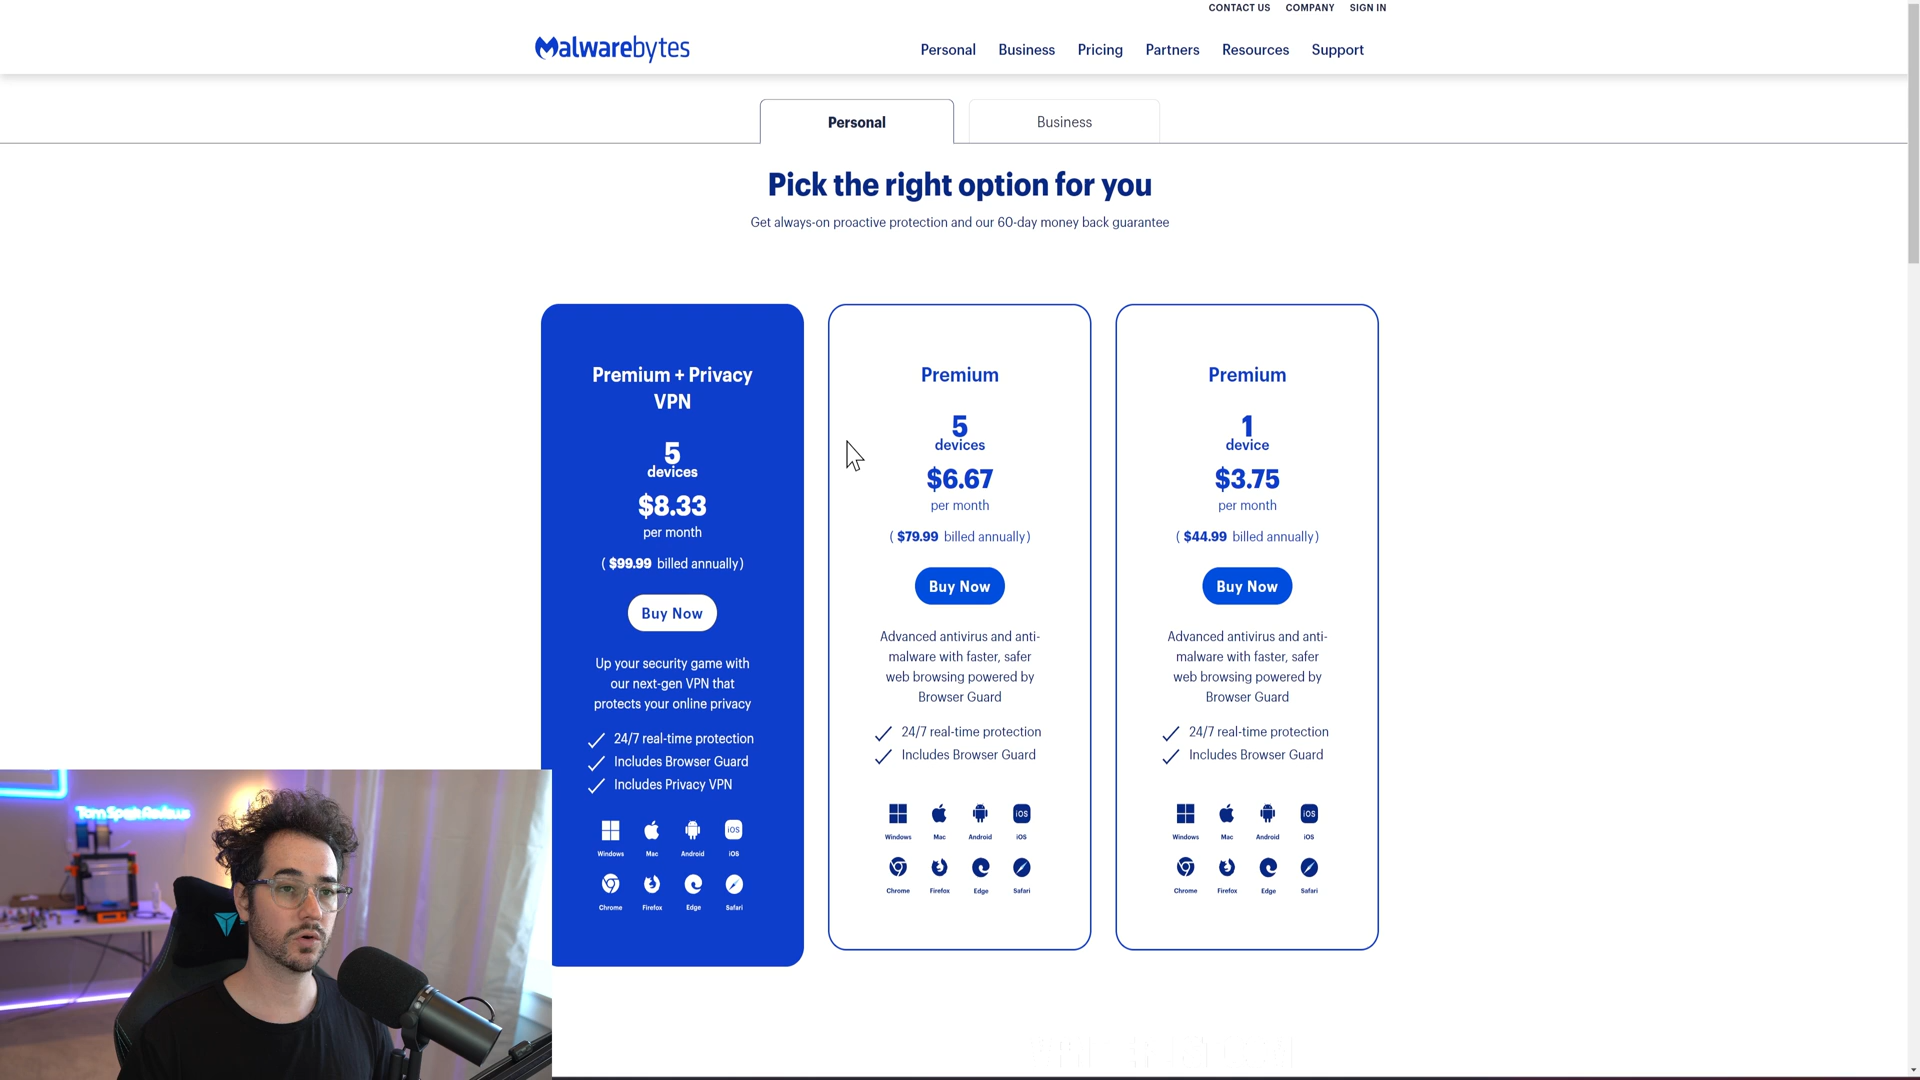 CONTACT US COMPANY SIGN IN
Malwarebytes
Personal Business Pricing Partners Resources Support
Personal Business
Pick the right option for you
Get always-on proactive protection and our 60-day money back guarantee
Premium + Privacy
VPN
5
devices
$8.33
per month
( $99.99 billed annually)
Buy Now
Up your security game with
our next-gen VPN that
protects your online privacy
24/7 real-time protection
Includes Browser Guard
Includes Privacy VPN
Windows Mac Android iOS
iOS
Chrome Firefox Edge Safari
Premium
5
devices
$6.67
per month
( $79.99 billed annually)
Buy Now
Advanced antivirus and anti-
malware with faster, safer
web browsing powered by
Browser Guard
24/7 real-time protection
Includes Browser Guard
iOS
Windows Mac Android iOS
Chrome Firefox Edge Safari
Premium
1
device
$3.75
per month
( $44.99 billed annually)
Buy Now
Advanced antivirus and anti-
malware with faster, safer
web browsing powered by
Browser Guard
24/7 real-time protection
Includes Browser Guard
iOS
Windows Mac Android iOS
Chrome Firefox Edge Safari
Tom Spark Reviews